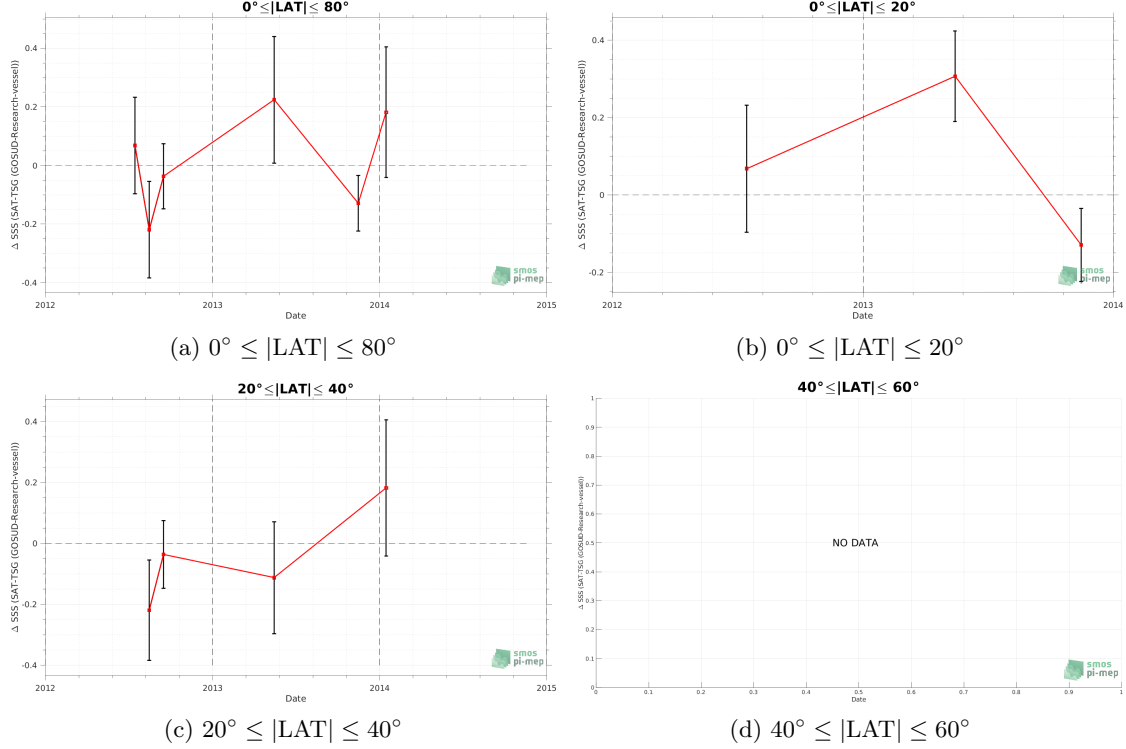 0°≤|LAT|≤ 80°
Δ SSS (SAT-TSG (GOSUD-Research-vessel))
0.4
0.2
0
-0.2
-0.4
2012
2013
2014
2015
Date
smos
pi-mep
(a) 0° ≤ |LAT| ≤ 80°
0°≤|LAT|≤ 20°
Δ SSS (SAT-TSG (GOSUD-Research-vessel))
0.4
0.2
0
-0.2
2012
2013
2014
Date
smos
pi-mep
(b) 0° ≤ |LAT| ≤ 20°
20°≤|LAT|≤ 40°
Δ SSS (SAT-TSG (GOSUD-Research-vessel))
0.4
0.2
0
-0.2
-0.4
2012
2013
2014
2015
Date
smos
pi-mep
(c) 20° ≤ |LAT| ≤ 40°
40°≤|LAT|≤ 60°
Δ SSS (SAT-TSG (GOSUD-Research-vessel))
1
0.9
0.8
0.7
0.6
0.5
0.4
0.3
0.2
0.1
0
NO DATA
0
0.1
0.2
0.3
0.4
0.5
0.6
0.7
0.8
0.9
1
Date
smos
pi-mep
(d) 40° ≤ |LAT| ≤ 60°